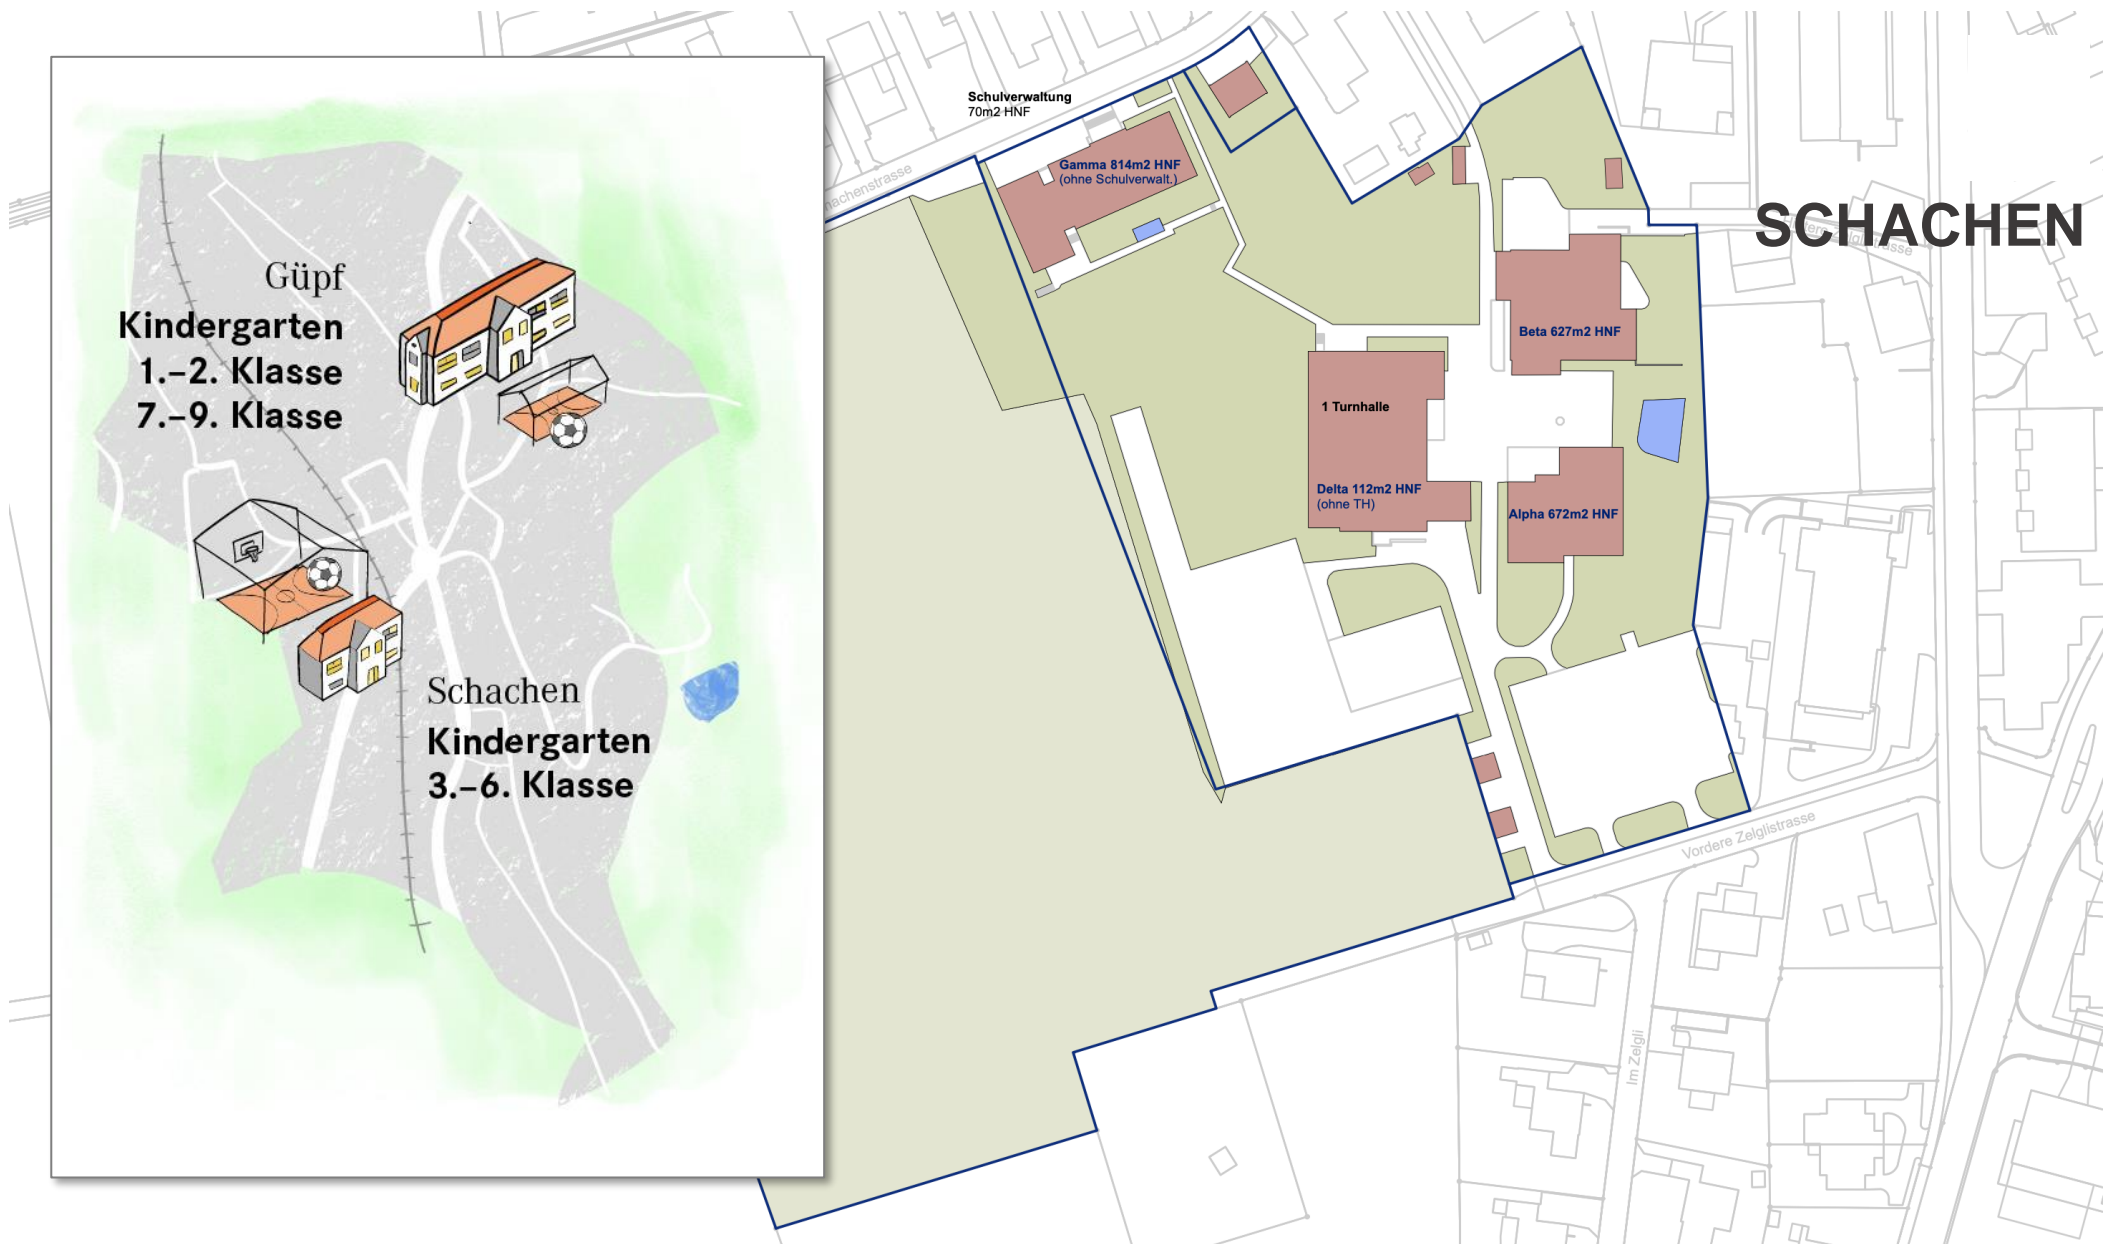 Güpf
Kindergarten
1.–2. Klasse
7.–9. Klasse
Schachen
Kindergarten
3.–6. Klasse
Schulverwaltung
70m2 HNF
Gamma 814m2 HNF
(ohne Schulverwalt.)
SCHACHEN
Beta 627m2 HNF
1 Turnhalle
Delta 112m2 HNF
(ohne TH)
Alpha 672m2 HNF
Vordere Zelglistrasse
Im Zelgli